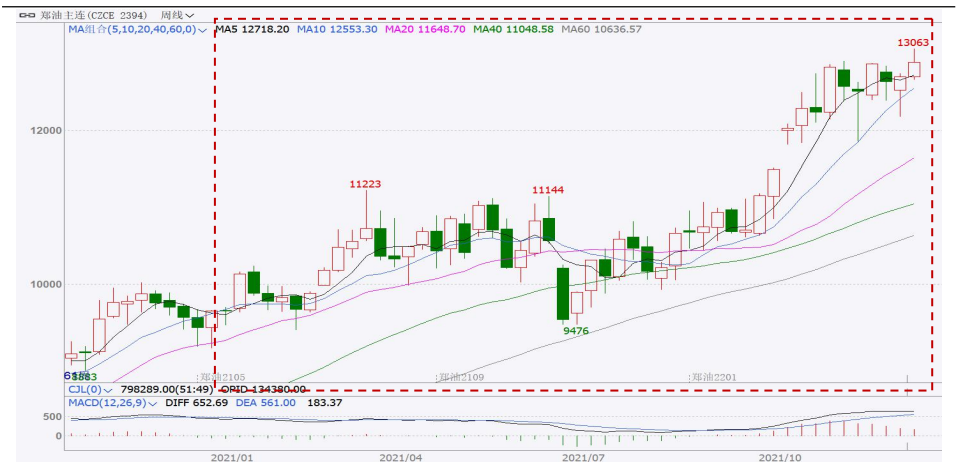 郑油主连(CZCE 2394) 周线
MA组合(5,10,20,40,60,0) MA5 12718.20 MA10 12553.30 MA20 11648.70 MA40 11048.58 MA60 10636.57
13063
12000
11223
11144
10000
9476
8863
:郑油2105 :郑油2109 :郑油2201
CJL(0) 798289.00(51:49) OPID 134380.00
MACD(12,26,9) DIFF 652.69 DEA 561.00 183.37
500
0
2021/01 2021/04 2021/07 2021/10